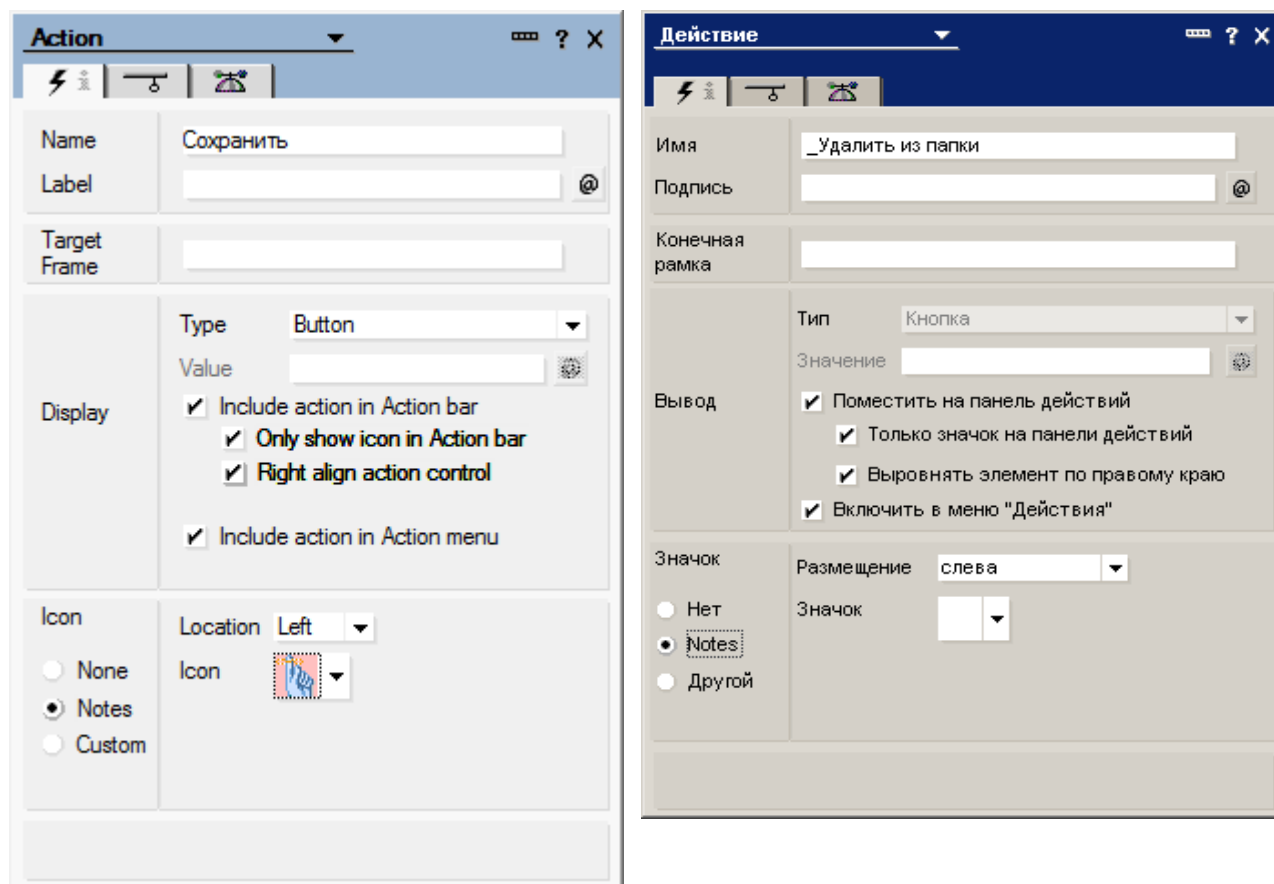 Action
?
X
Name
Сохранить
Label
@
Target
Frame
Display
Type
Button
Value
Include action in Action bar
Only show icon in Action bar
Right align action control
Include action in Action menu
Icon
Location
Left
None
Icon
Notes
Custom
Действие
?
X
Имя
_Удалить из папки
Подпись
@
Конечная
рамка
Вывод
Тип
Кнопка
Значение
Поместить на панель действий
Только значок на панели действий
Выровнять элемент по правому краю
Включить в меню "Действия"
Значок
Размещение
слева
Нет
Значок
Notes
Другой